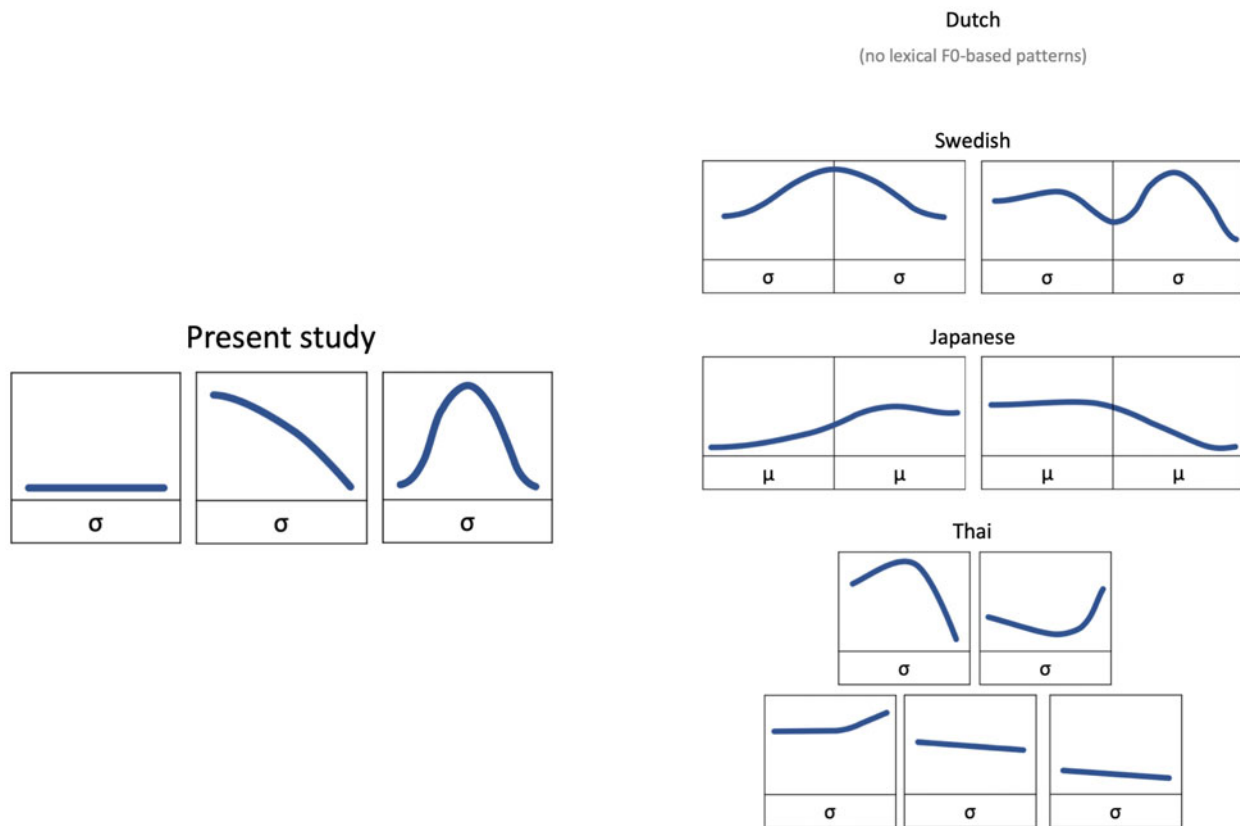 Present study
σ σ σ
Dutch
(no lexical F0-based patterns)
Swedish
σ σ σ σ
Japanese
μ μ μ μ
Thai
σ σ
σ σ σ